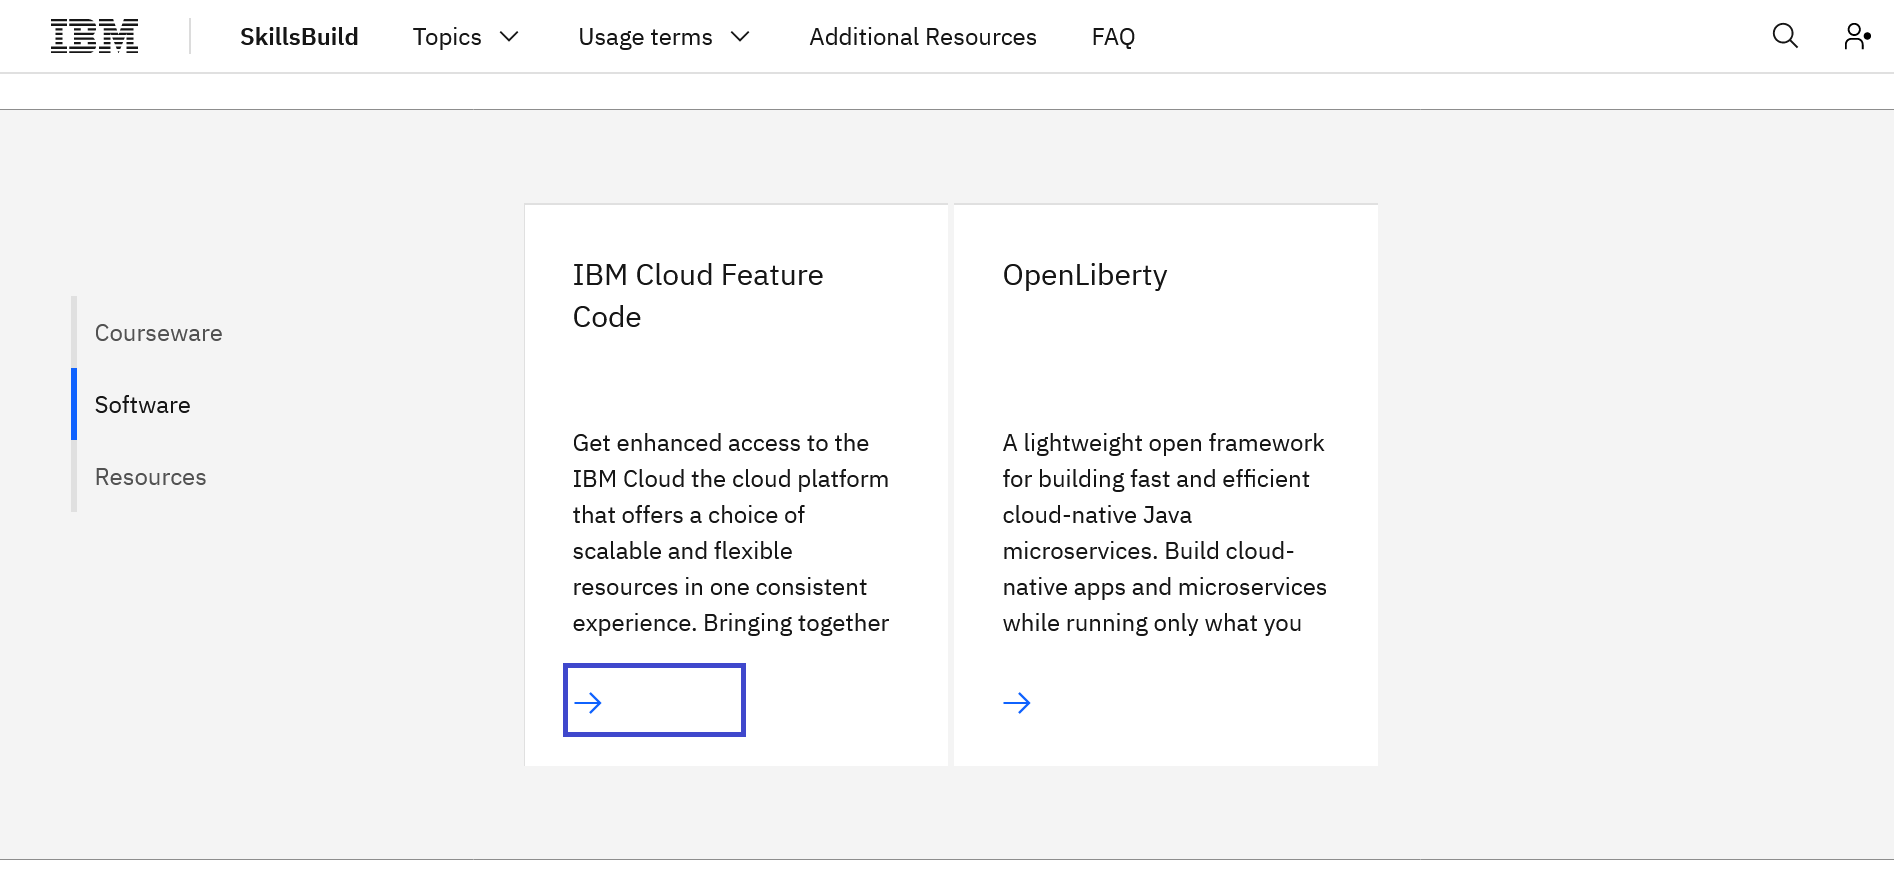 IBM SkillsBuild Topics Usage terms Additional Resources FAQ
Courseware
Software
Resources
IBM Cloud Feature
Code
Get enhanced access to the
IBM Cloud the cloud platform
that offers a choice of
scalable and flexible
resources in one consistent
experience. Bringing together
OpenLiberty
A lightweight open framework
for building fast and efficient
cloud-native Java
microservices. Build cloud-
native apps and microservices
while running only what you